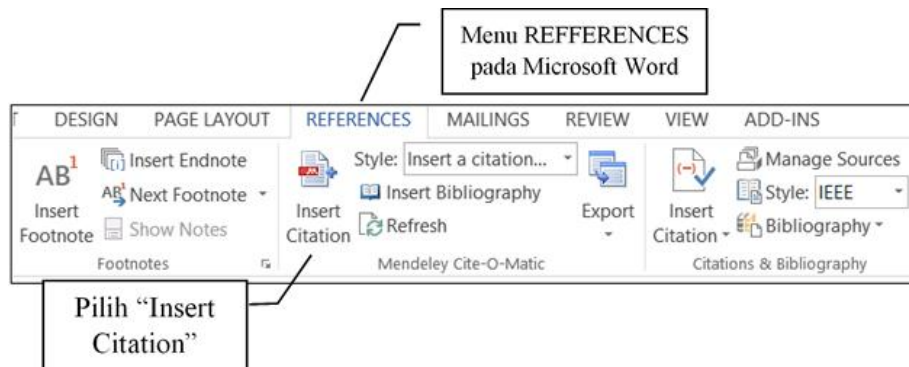 Menu REFFERENCES
pada Microsoft Word
DESIGN PAGE LAYOUT REFERENCES MAILINGS REVIEW VIEW ADD-INS
AB¹ Insert Footnote
Insert Endnote
AB¹ Next Footnote
Show Notes
Footnotes
Insert Citation
Style: Insert a citation...
Insert Bibliography
Refresh
Export
Mendeley Cite-O-Matic
Insert Citation
Manage Sources
Style: IEEE
Bibliography
Citations & Bibliography
Pilih “Insert
Citation”